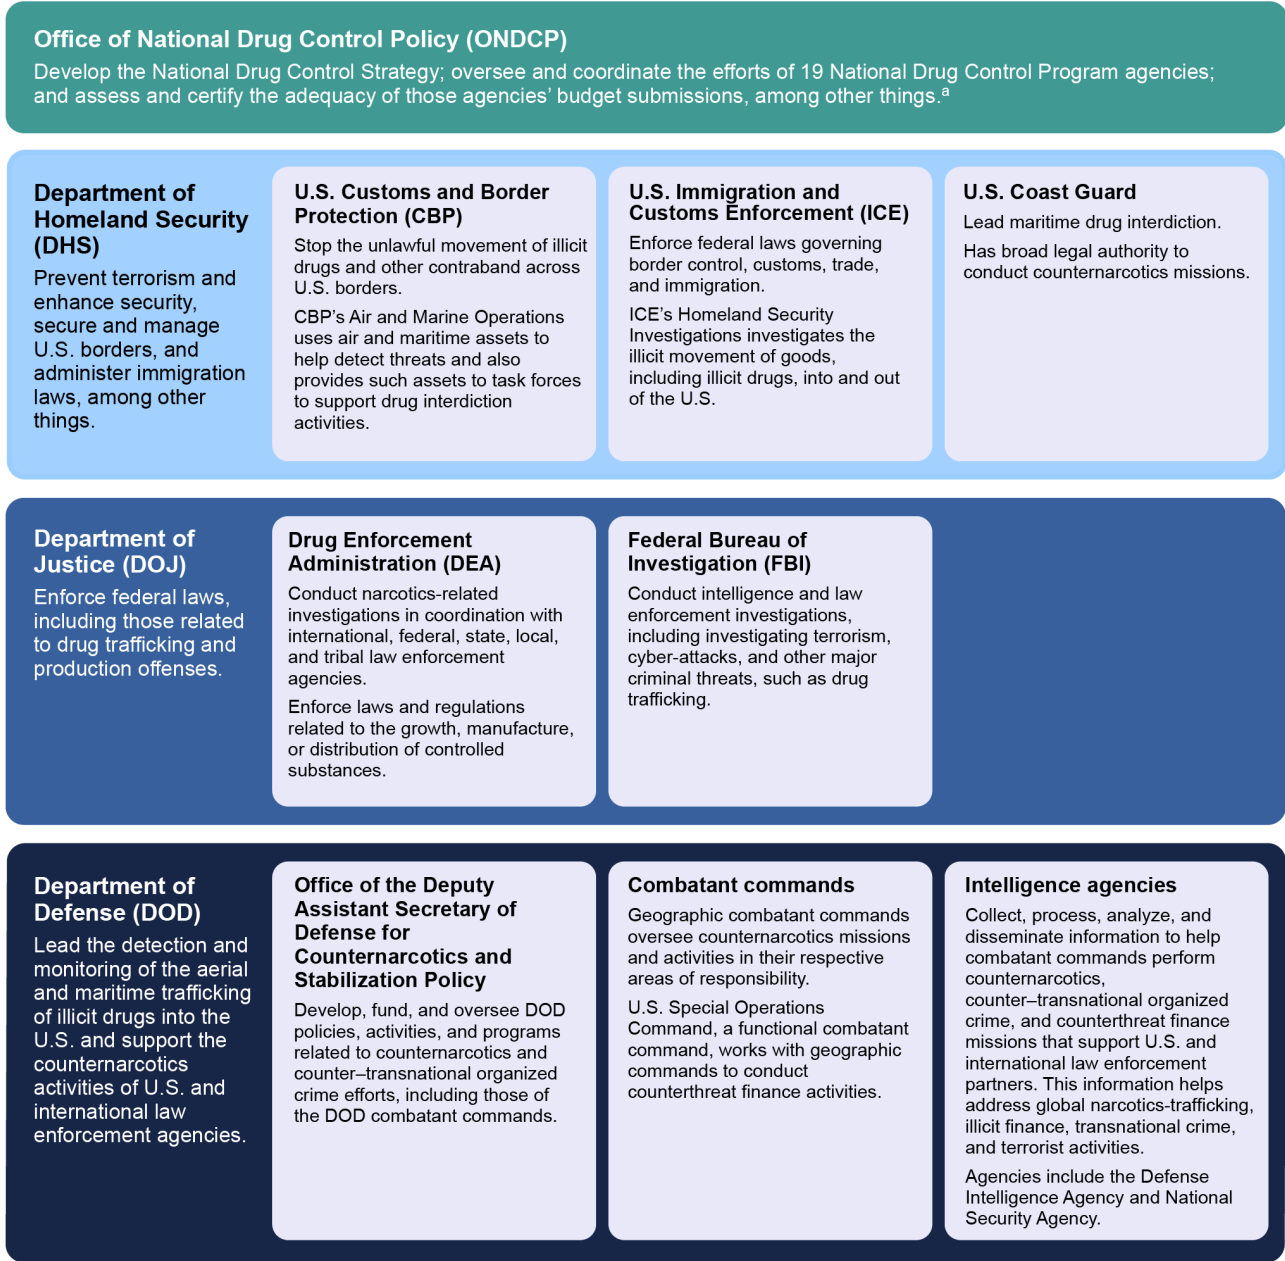 Office of National Drug Control Policy (ONDCP)
Develop the National Drug Control Strategy; oversee and coordinate the efforts of 19 National Drug Control Program agencies;
and assess and certify the adequacy of those agencies’ budget submissions, among other things.ª
Department of
Homeland Security
(DHS)
Prevent terrorism and
enhance security,
secure and manage
U.S. borders, and
administer immigration
laws, among other
things.
U.S. Customs and Border
Protection (CBP)
Stop the unlawful movement of illicit
drugs and other contraband across
U.S. borders.
CBP’s Air and Marine Operations
uses air and maritime assets to
help detect threats and also
provides such assets to task forces
to support drug interdiction
activities.
U.S. Immigration and
Customs Enforcement (ICE)
Enforce federal laws governing
border control, customs, trade,
and immigration.
ICE’s Homeland Security
Investigations investigates the
illicit movement of goods,
including illicit drugs, into and out
of the U.S.
U.S. Coast Guard
Lead maritime drug interdiction.
Has broad legal authority to
conduct counternarcotics missions.
Department of
Justice (DOJ)
Enforce federal laws,
including those related
to drug trafficking and
production offenses.
Drug Enforcement
Administration (DEA)
Conduct narcotics-related
investigations in coordination with
international, federal, state, local,
and tribal law enforcement
agencies.
Enforce laws and regulations
related to the growth, manufacture,
or distribution of controlled
substances.
Federal Bureau of
Investigation (FBI)
Conduct intelligence and law
enforcement investigations,
including investigating terrorism,
cyber-attacks, and other major
criminal threats, such as drug
trafficking.
Department of
Defense (DOD)
Lead the detection and
monitoring of the aerial
and maritime trafficking
of illicit drugs into the
U.S. and support the
counternarcotics
activities of U.S. and
international law
enforcement agencies.
Office of the Deputy
Assistant Secretary of
Defense for
Counternarcotics and
Stabilization Policy
Develop, fund, and oversee DOD
policies, activities, and programs
related to counternarcotics and
counter–transnational organized
crime efforts, including those of
the DOD combatant commands.
Combatant commands
Geographic combatant commands
oversee counternarcotics missions
and activities in their respective
areas of responsibility.
U.S. Special Operations
Command, a functional combatant
command, works with geographic
commands to conduct
counterthreat finance activities.
Intelligence agencies
Collect, process, analyze, and
disseminate information to help
combatant commands perform
counternarcotics,
counter–transnational organized
crime, and counterthreat finance
missions that support U.S. and
international law enforcement
partners. This information helps
address global narcotics-trafficking,
illicit finance, transnational crime,
and terrorist activities.
Agencies include the Defense
Intelligence Agency and National
Security Agency.